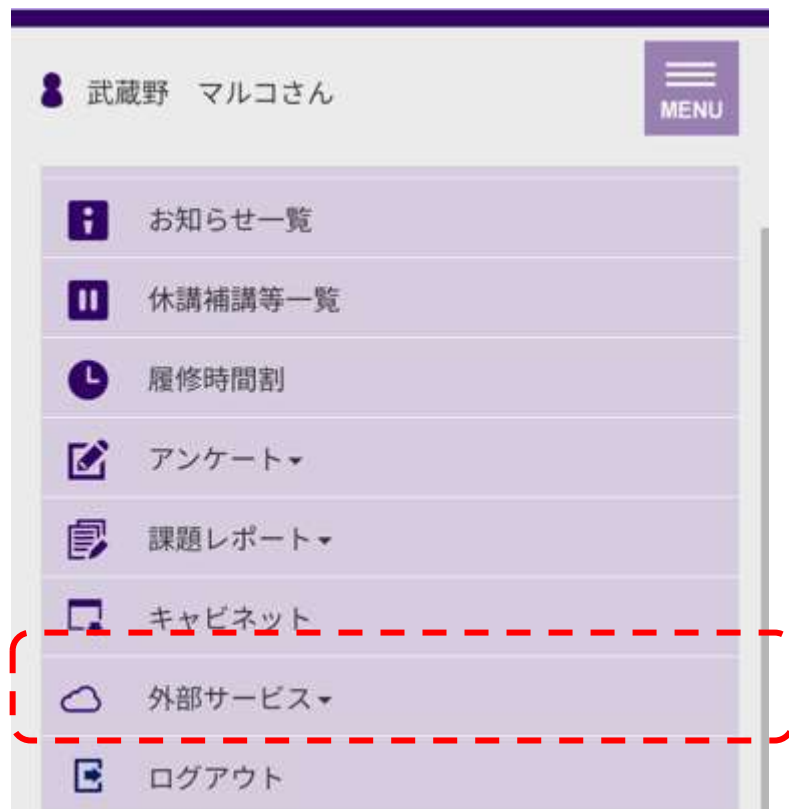 武蔵野　マルコさん
MENU
お知らせ一覧
休講補講等一覧
履修時間割
アンケート
課題レポート
キャビネット
外部サービス
ログアウト